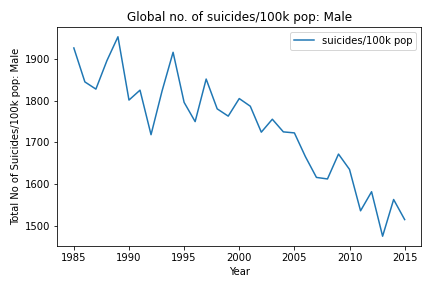 Global no. of suicides/100k pop: Male
suicides/100k pop
Total No of Suicides/100k pop: Male
1900
1800
1700
1600
1500
1985 1990 1995 2000 2005 2010 2015
Year